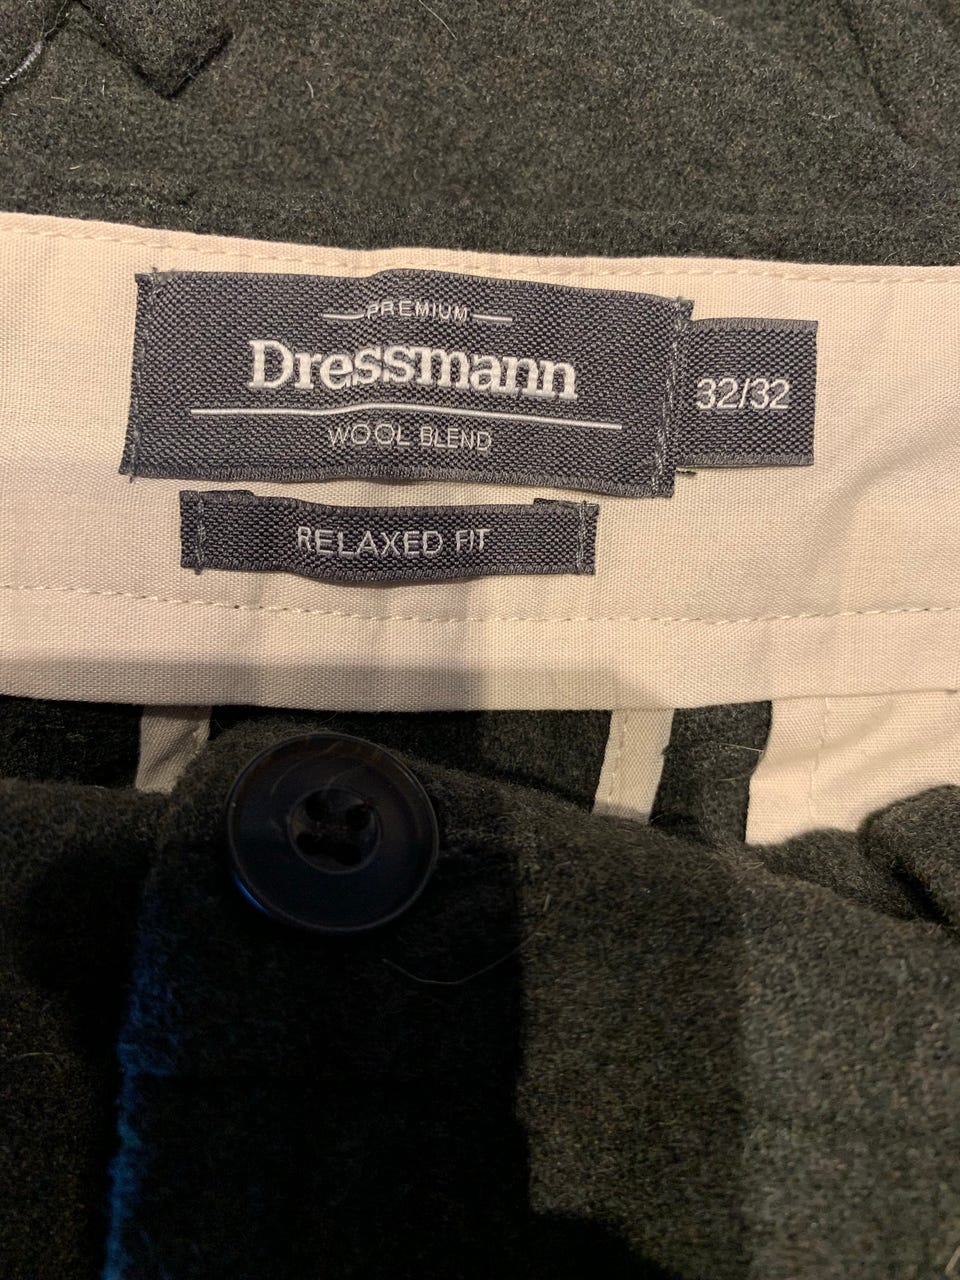 PREMIUM
Dressmann
WOOL BLEND
32/32
RELAXED FIT